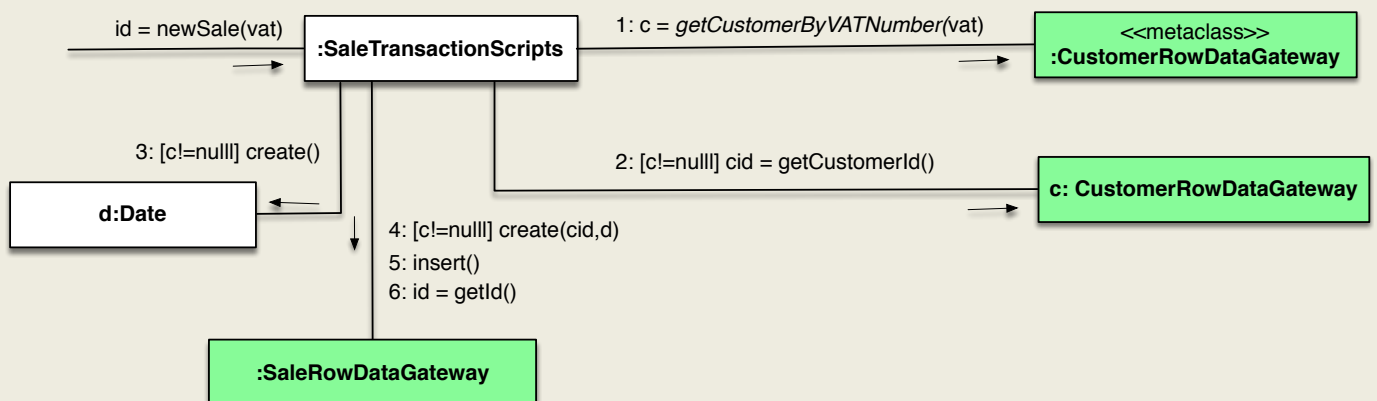 id = newSale(vat)
:SaleTransactionScripts
1: c = getCustomerByVATNumber(vat)
<<metaclass>>
:CustomerRowDataGateway
3: [c!=nulll] create()
2: [c!=nulll] cid = getCustomerId()
d:Date
c: CustomerRowDataGateway
4: [c!=nulll] create(cid,d)
5: insert()
6: id = getId()
:SaleRowDataGateway